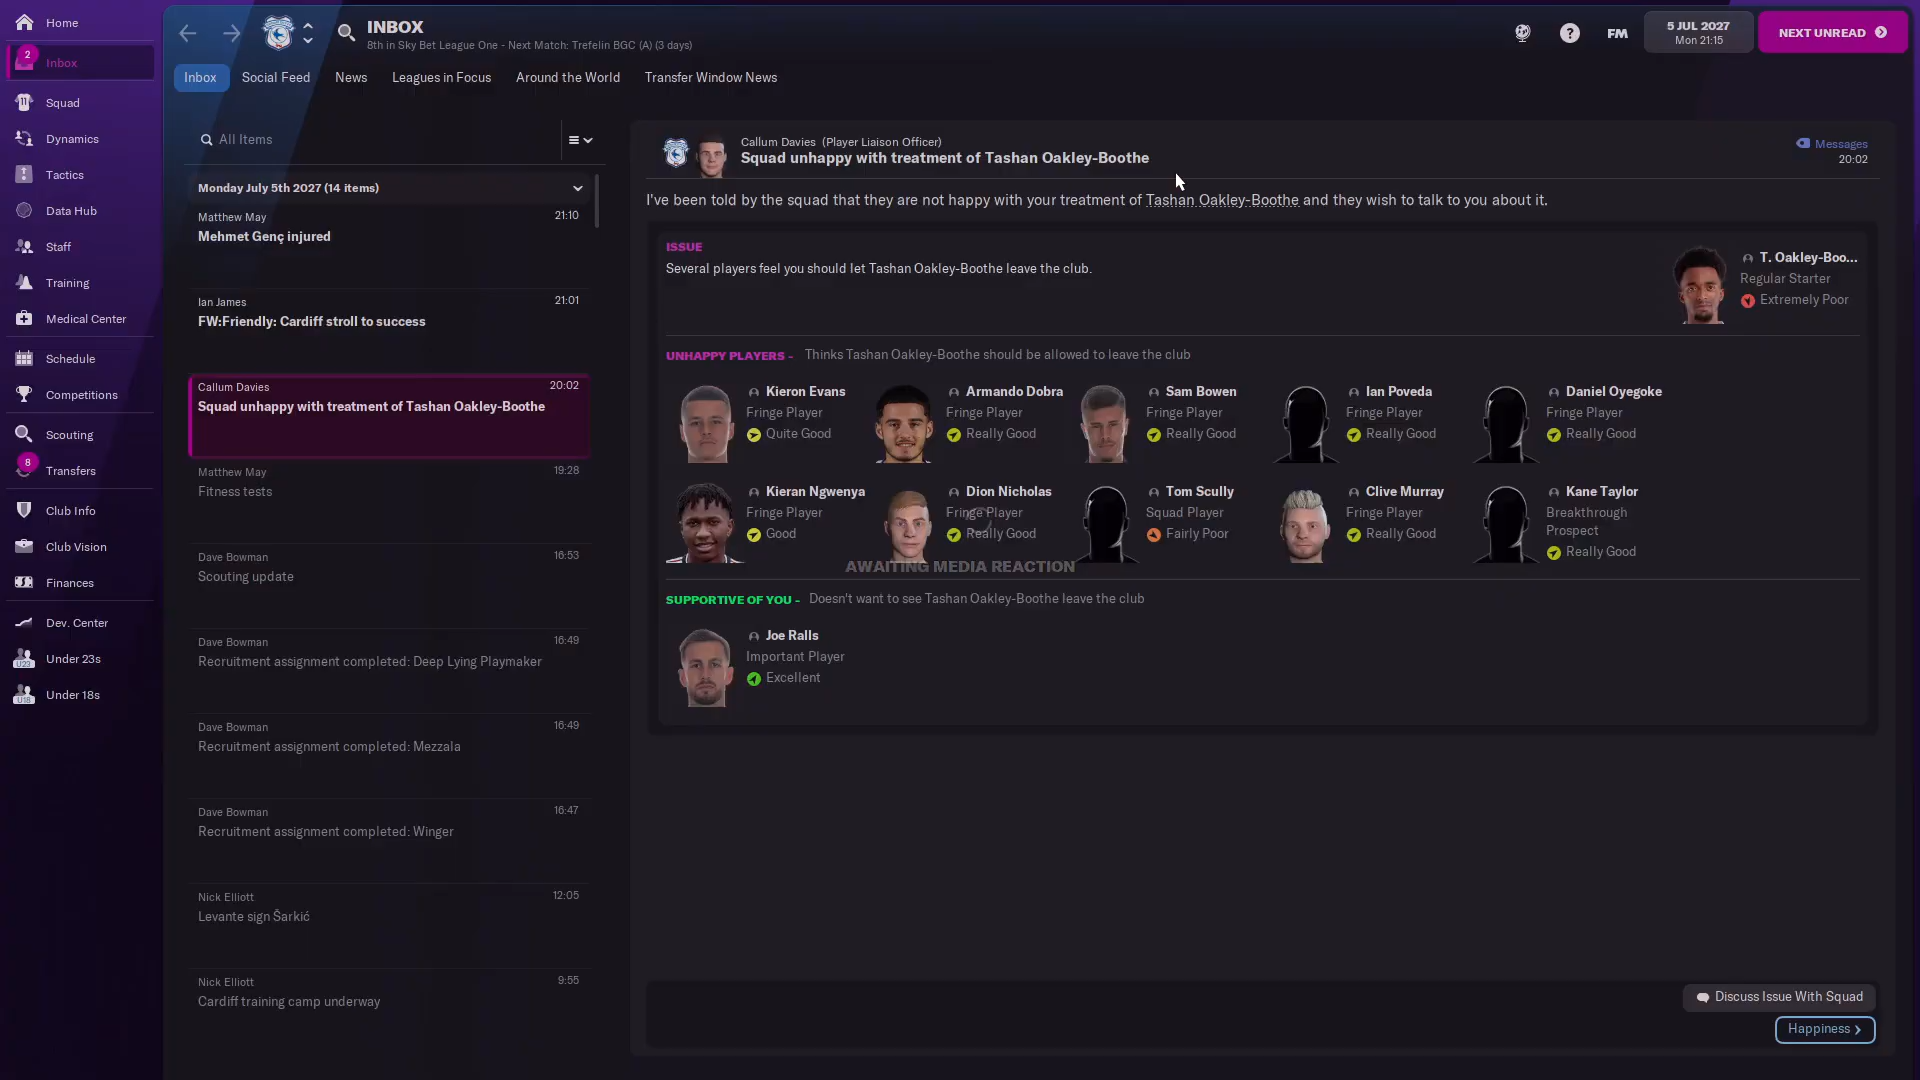 Home
2
Inbox
Squad
Dynamics
Tactics
Data Hub
Staff
Training
Medical Center
Schedule
Competitions
Scouting
8
Transfers
Club Info
Club Vision
Finances
Dev. Center
U23
Under 23s
U18
Under 18s
INBOX
8th in Sky Bet League One - Next Match: Trefelin BGC (A) (3 days)
FM
5 JUL 2027
Mon 21:15
NEXT UNREAD
Inbox
Social Feed
News
Leagues in Focus
Around the World
Transfer Window News
All Items
Monday July 5th 2027 (14 items)
Matthew May 21:10
Mehmet Genç injured
Ian James 21:01
FW:Friendly: Cardiff stroll to success
Callum Davies 20:02
Squad unhappy with treatment of Tashan Oakley-Boothe
Matthew May 19:28
Fitness tests
Dave Bowman 16:53
Scouting update
Dave Bowman 16:49
Recruitment assignment completed: Deep Lying Playmaker
Dave Bowman 16:49
Recruitment assignment completed: Mezzala
Dave Bowman 16:47
Recruitment assignment completed: Winger
Nick Elliott 12:05
Levante sign Šarkić
Nick Elliott 9:55
Cardiff training camp underway
Callum Davies (Player Liaison Officer)
Squad unhappy with treatment of Tashan Oakley-Boothe
Messages
20:02
I've been told by the squad that they are not happy with your treatment of Tashan Oakley-Boothe and they wish to talk to you about it.
ISSUE
Several players feel you should let Tashan Oakley-Boothe leave the club.
T. Oakley-Boo...
Regular Starter
Extremely Poor
UNHAPPY PLAYERS - Thinks Tashan Oakley-Boothe should be allowed to leave the club
Kieron Evans
Fringe Player
Quite Good
Armando Dobra
Fringe Player
Really Good
Sam Bowen
Fringe Player
Really Good
Ian Poveda
Fringe Player
Really Good
Daniel Oyegoke
Fringe Player
Really Good
Kieran Ngwenya
Fringe Player
Good
Dion Nicholas
Fringe Player
Really Good
Tom Scully
Squad Player
Fairly Poor
Clive Murray
Fringe Player
Really Good
Kane Taylor
Breakthrough
Prospect
Really Good
AWAITING MEDIA REACTION
SUPPORTIVE OF YOU - Doesn't want to see Tashan Oakley-Boothe leave the club
Joe Ralls
Important Player
Excellent
Discuss Issue With Squad
Happiness